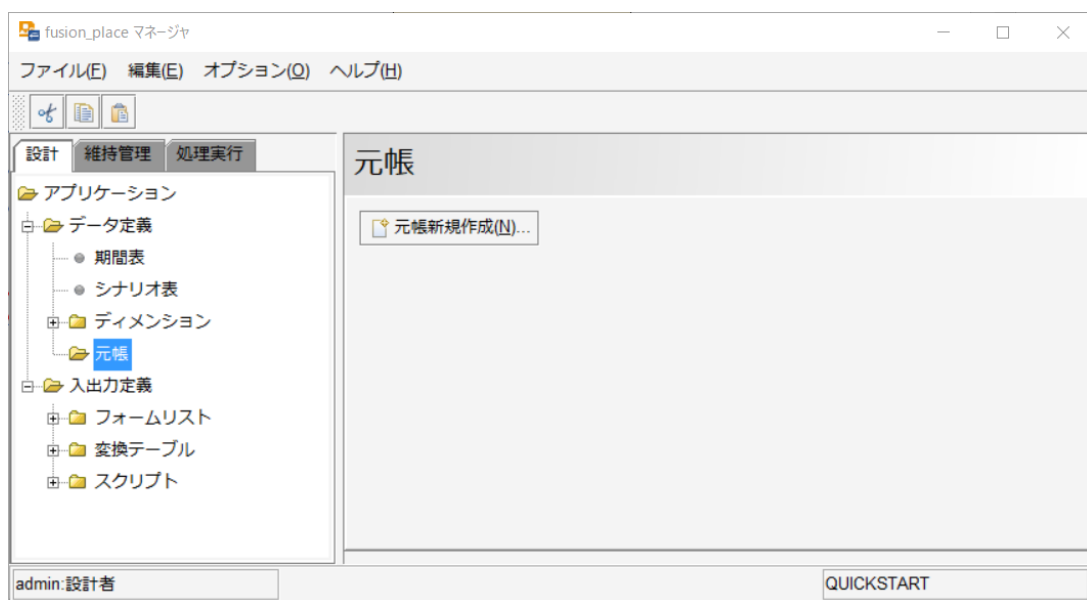 fusion_place マネージャ
ファイル(F) 編集(E) オプション(O) ヘルプ(H)
設計 維持管理 処理実行
アプリケーション
データ定義
期間表
シナリオ表
ディメンション
元帳
入出力定義
フォームリスト
変換テーブル
スクリプト
元帳
元帳新規作成(N)...
admin:設計者
QUICKSTART